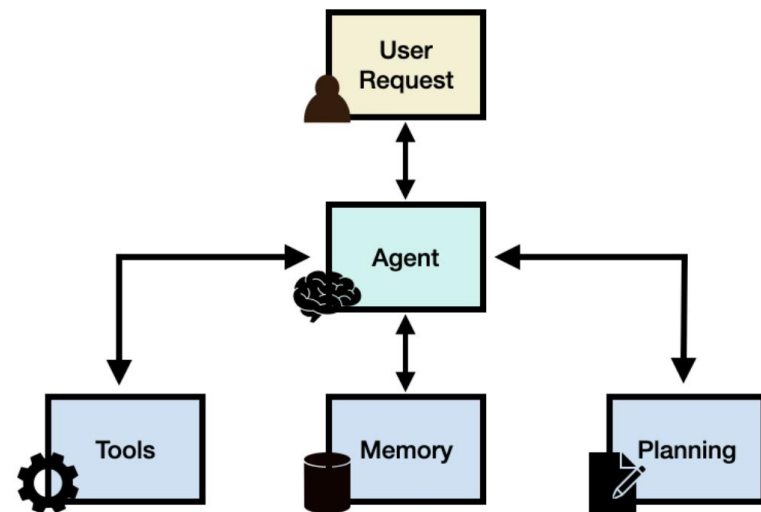 User
Request
Agent
Tools
Memory
Planning